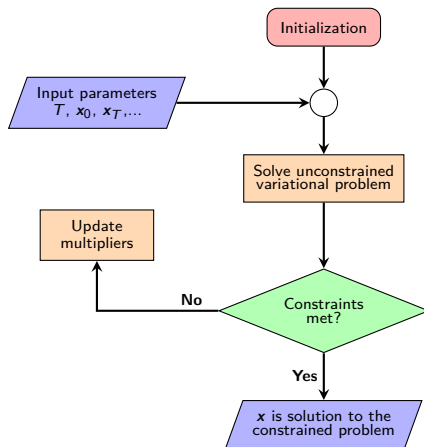 Initialization
Input parameters
T, x₀, x_T,...
Solve unconstrained
variational problem
Update
multipliers
No
Constraints
met?
Yes
x is solution to the
constrained problem